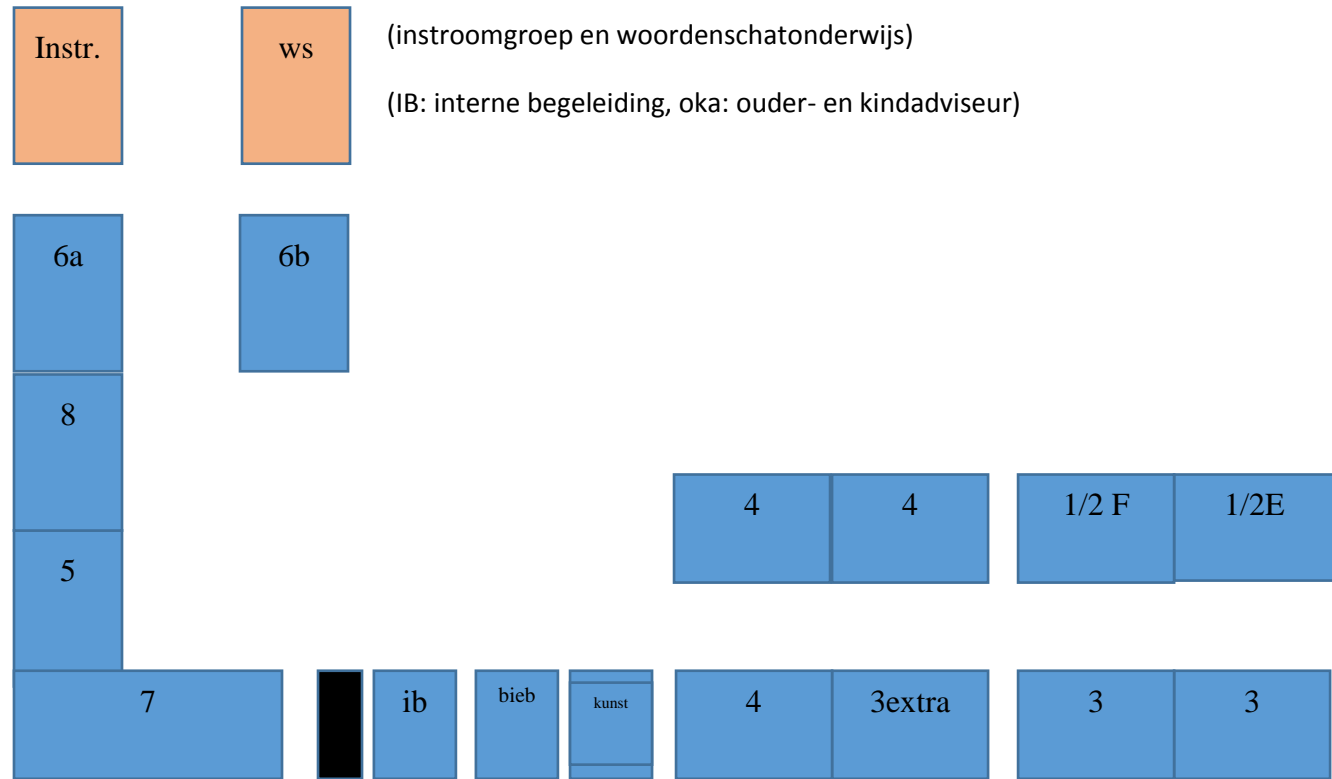 Instr.
ws
(instroomgroep en woordenschatonderwijs)
(IB: interne begeleiding, oka: ouder- en kindadviseur)
6a
6b
8
5
4
4
1/2 F
1/2E
7
ib
bieb
kunst
4
3extra
3
3